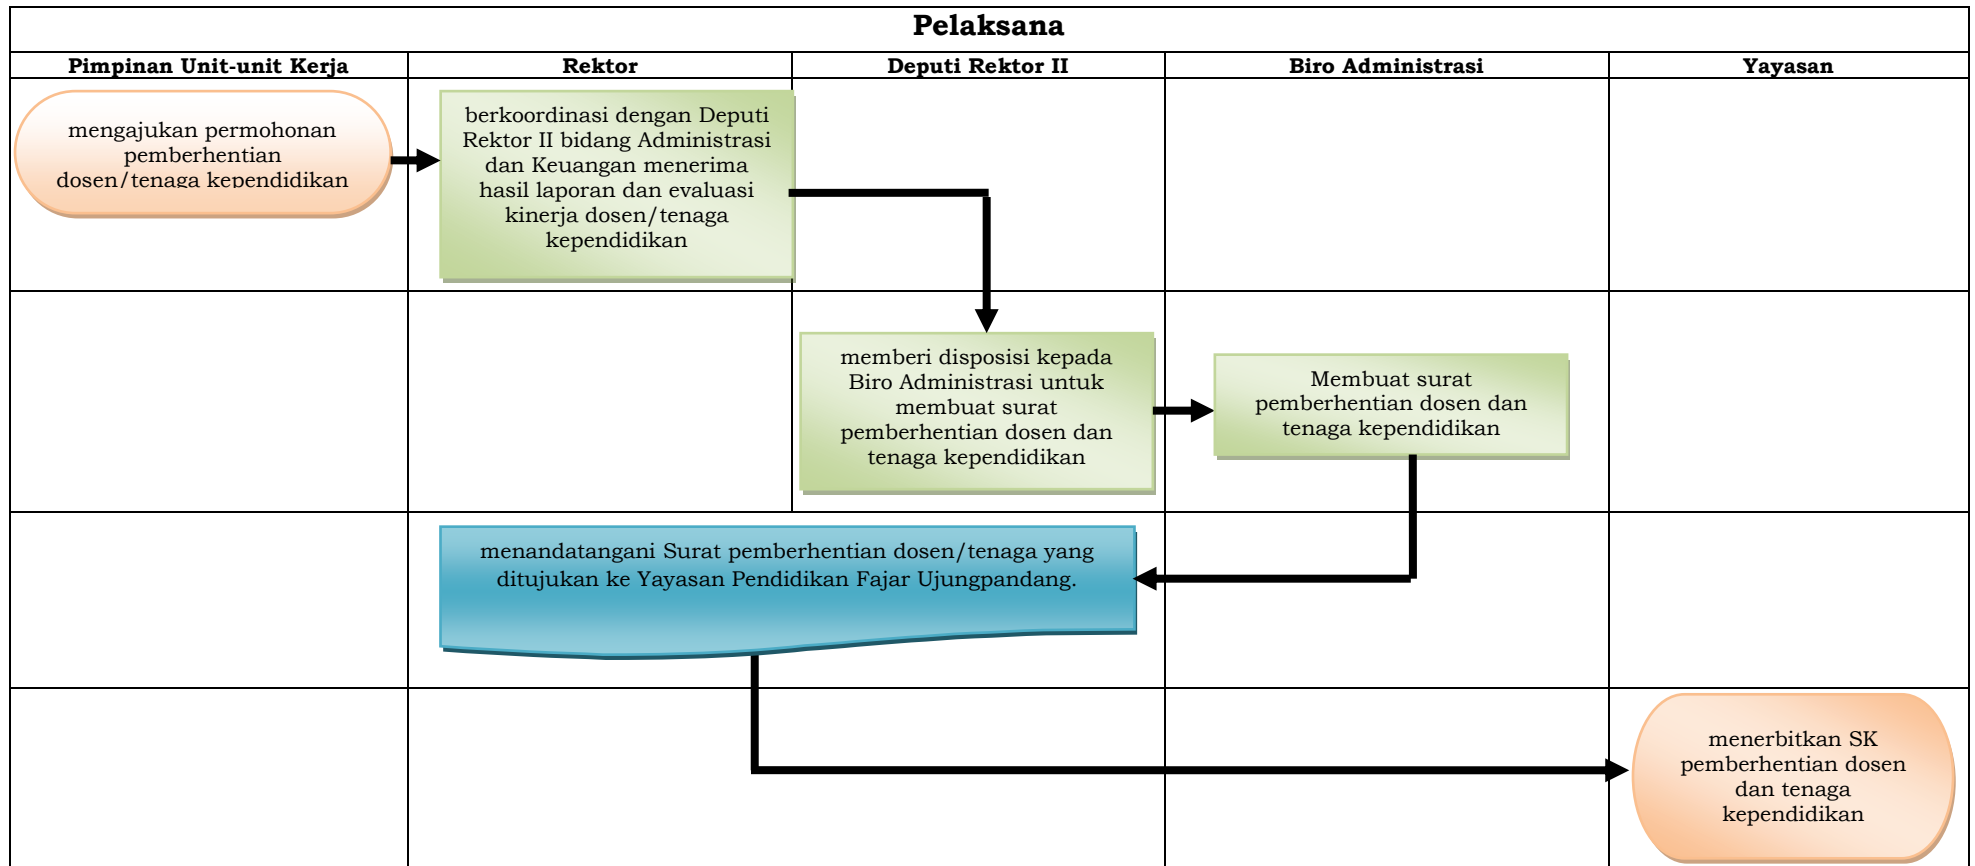 Pelaksana
Pimpinan Unit-unit Kerja
Rektor
Deputi Rektor II
Biro Administrasi
Yayasan
mengajukan permohonan
pemberhentian
dosen/tenaga kependidikan
berkoordinasi dengan Deputi
Rektor II bidang Administrasi
dan Keuangan menerima
hasil laporan dan evaluasi
kinerja dosen/tenaga
kependidikan
memberi disposisi kepada
Biro Administrasi untuk
membuat surat
pemberhentian dosen dan
tenaga kependidikan
Membuat surat
pemberhentian dosen dan
tenaga kependidikan
menandatangani Surat pemberhentian dosen/tenaga yang
ditujukan ke Yayasan Pendidikan Fajar Ujungpandang.
menerbitkan SK
pemberhentian dosen
dan tenaga
kependidikan